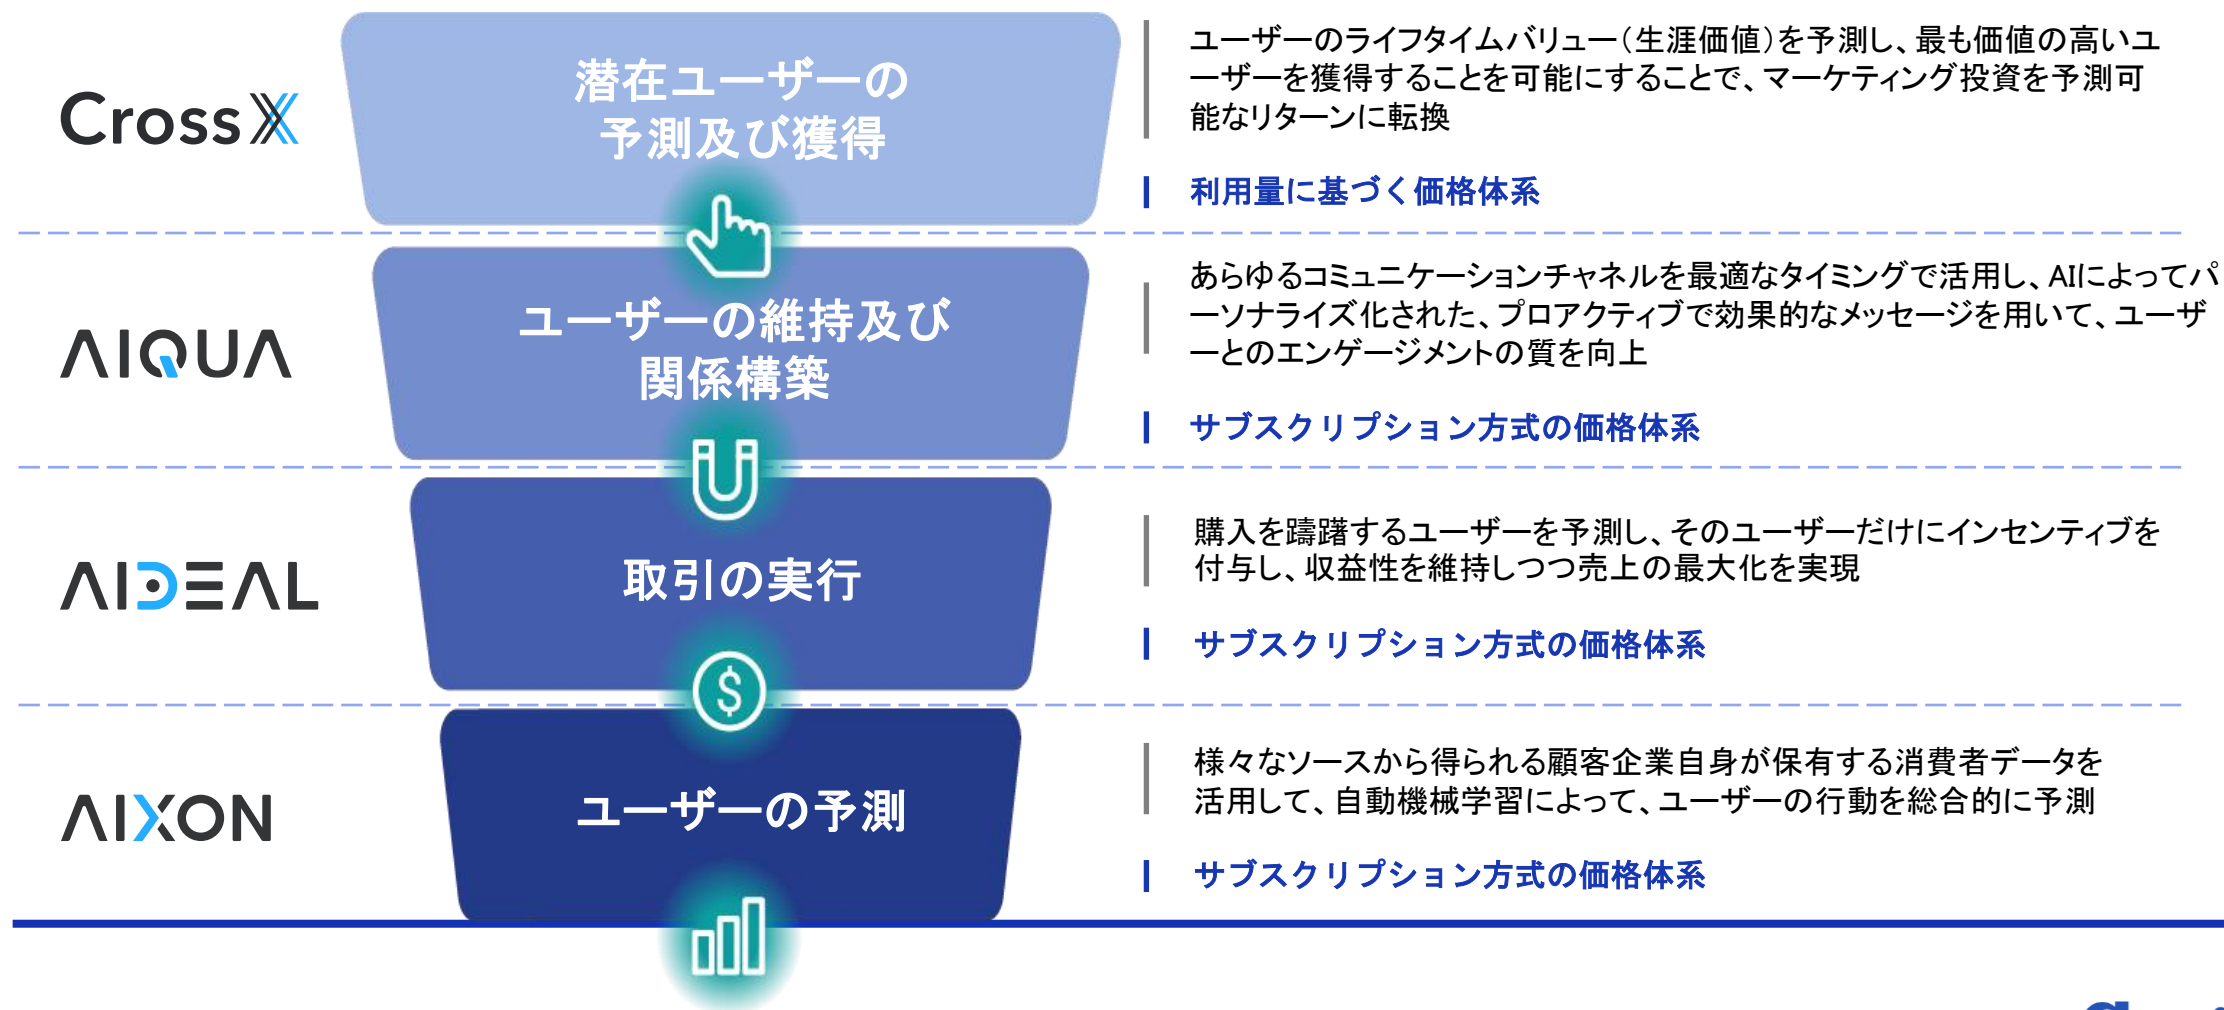 CrossX
潜在ユーザーの
予測及び獲得
ユーザーのライフタイムバリュー（生涯価値）を予測し、最も価値の高いユ
ーザーを獲得することを可能にすることで、マーケティング投資を予測可
能なリターンに転換
利用量に基づく価格体系
AIQUA
ユーザーの維持及び
関係構築
あらゆるコミュニケーションチャネルを最適なタイミングで活用し、AIによってパ
ーソナライズ化された、プロアクティブで効果的なメッセージを用いて、ユーザ
ーとのエンゲージメントの質を向上
サブスクリプション方式の価格体系
AIDEAL
取引の実行
購入を躊躇するユーザーを予測し、そのユーザーだけにインセンティブを
付与し、収益性を維持しつつ売上の最大化を実現
サブスクリプション方式の価格体系
$
AIXON
ユーザーの予測
様々なソースから得られる顧客企業自身が保有する消費者データを
活用して、自動機械学習によって、ユーザーの行動を総合的に予測
サブスクリプション方式の価格体系